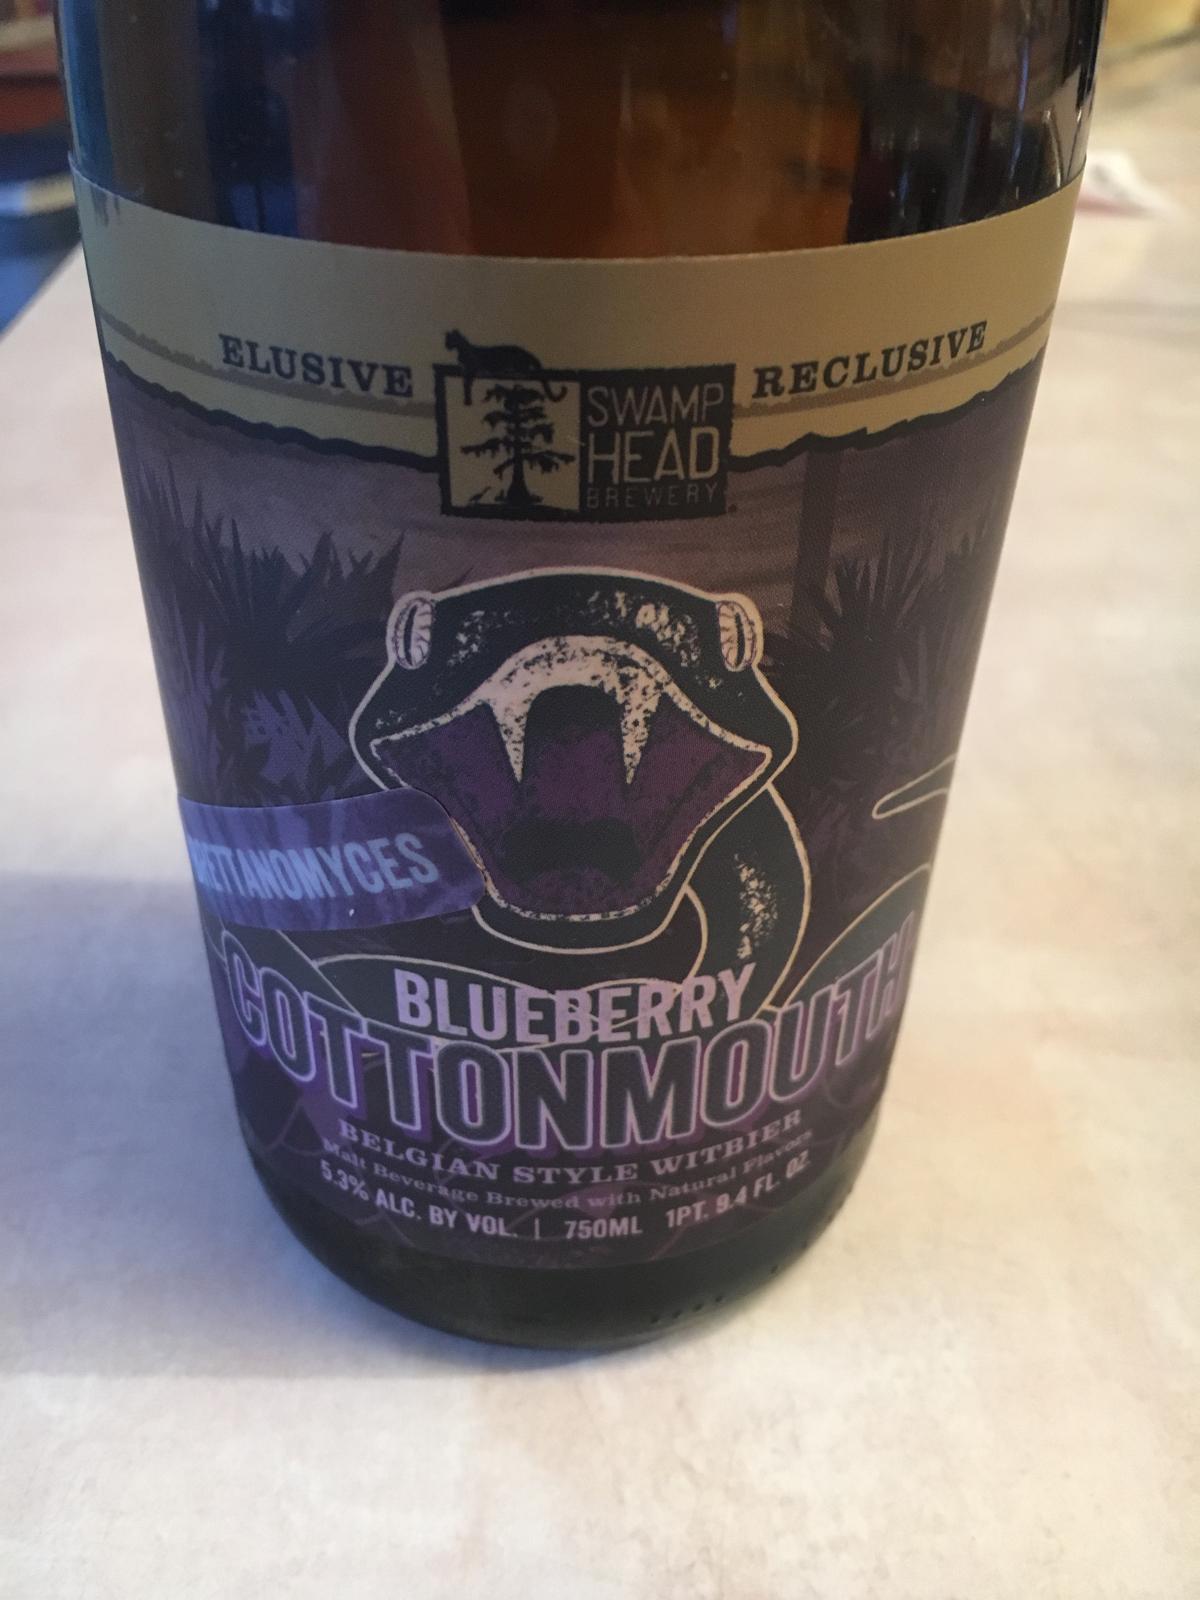 ELUSIVE
SWAMP
HEAD
BREWERY
RECLUSIVE
RETTANOMYCES
BLUEBERRY
COTTONMOUTH
BELGIAN STYLE WITBIER
Malt Beverage Brewed with Natural Flavors
5.3% ALC. BY VOL. | 750ML 1PT. 9.4 FL. OZ.